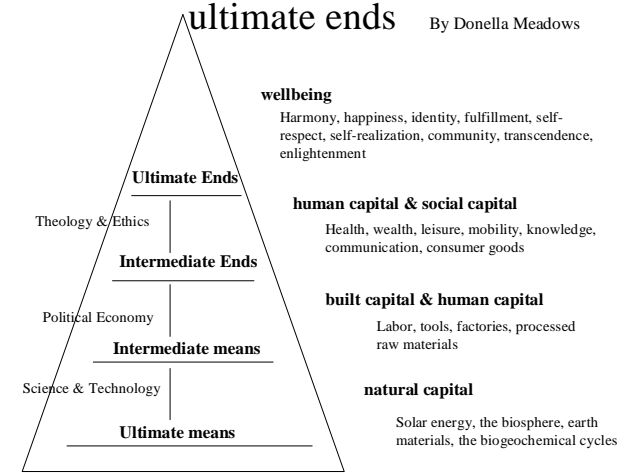 ultimate ends
By Donella Meadows
wellbeing
Harmony, happiness, identity, fulfillment, self-
respect, self-realization, community, transcendence,
enlightenment
Ultimate Ends
human capital & social capital
Theology & Ethics
Health, wealth, leisure, mobility, knowledge,
communication, consumer goods
Intermediate Ends
built capital & human capital
Political Economy
Labor, tools, factories, processed
raw materials
Intermediate means
Science & Technology
natural capital
Solar energy, the biosphere, earth
materials, the biogeochemical cycles
Ultimate means